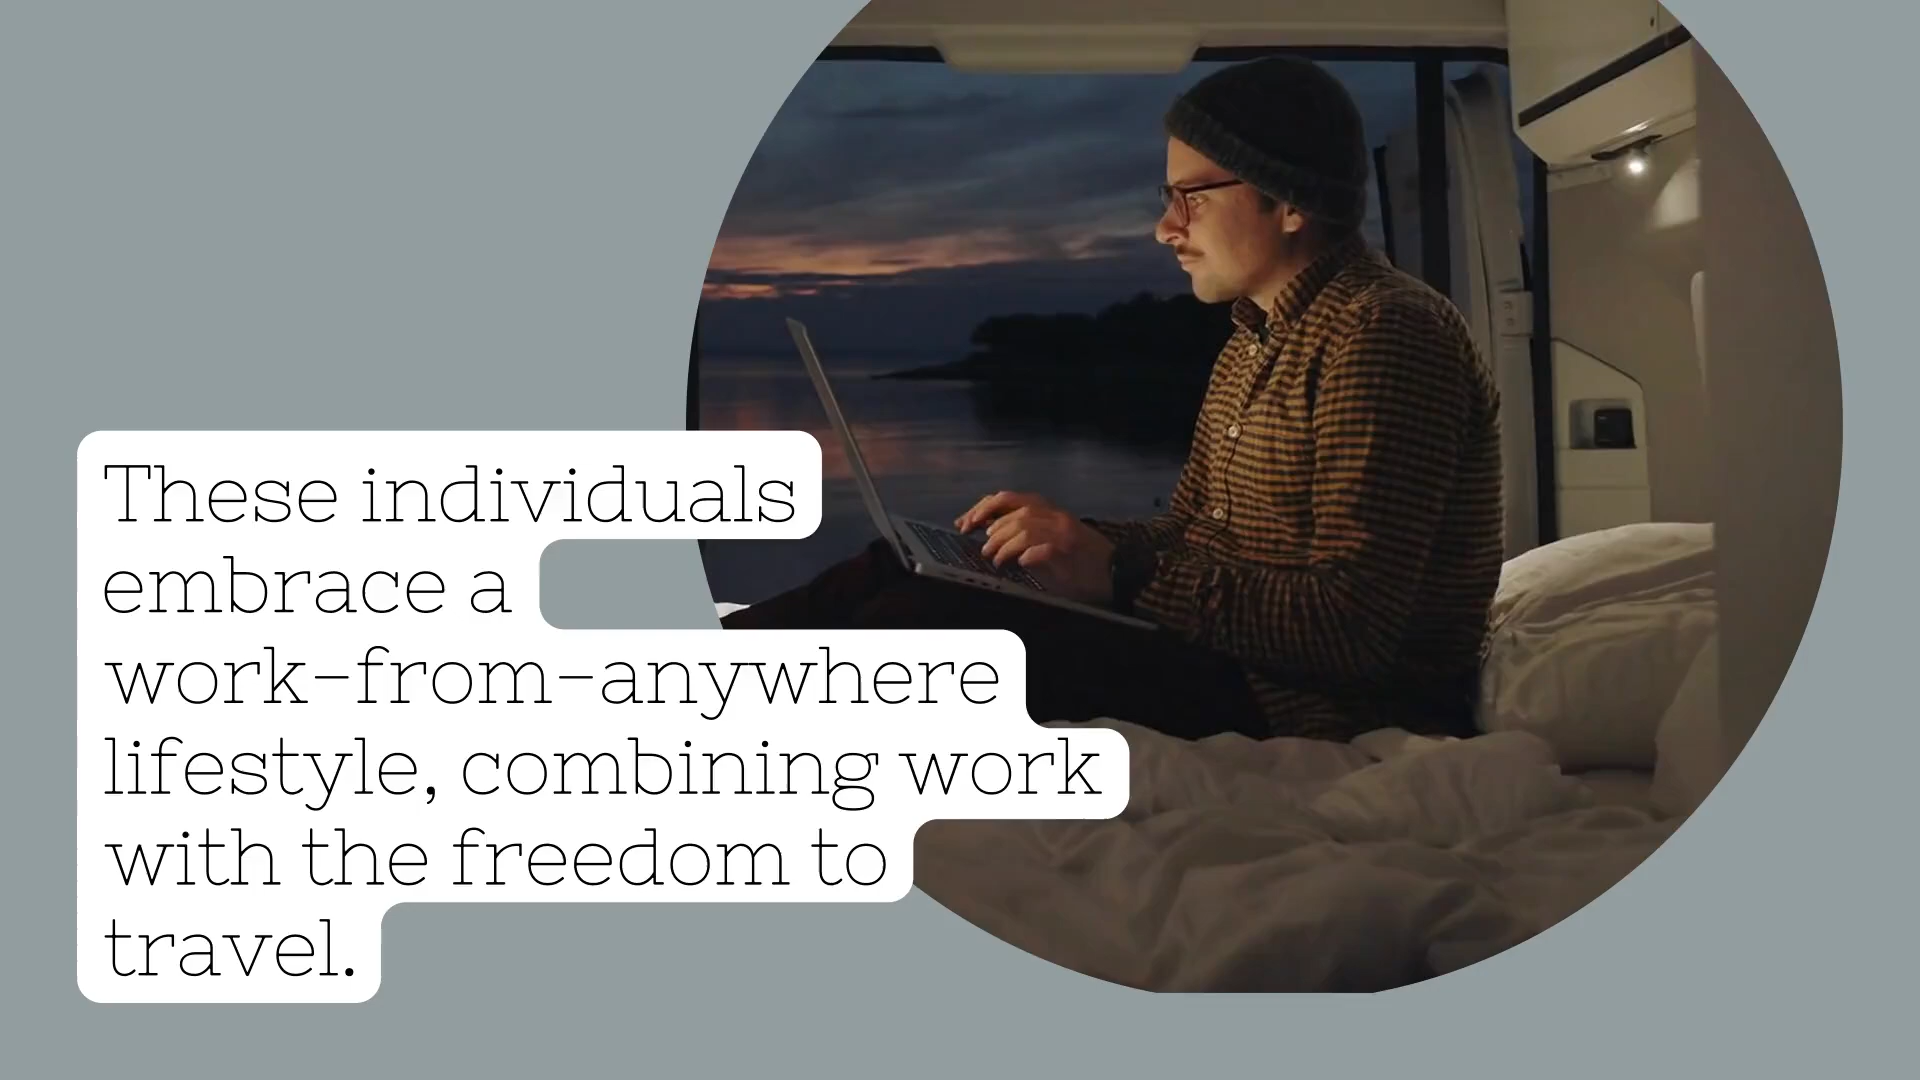 These individuals
embrace a
work-from-anywhere
lifestyle, combining work
with the freedom to
travel.